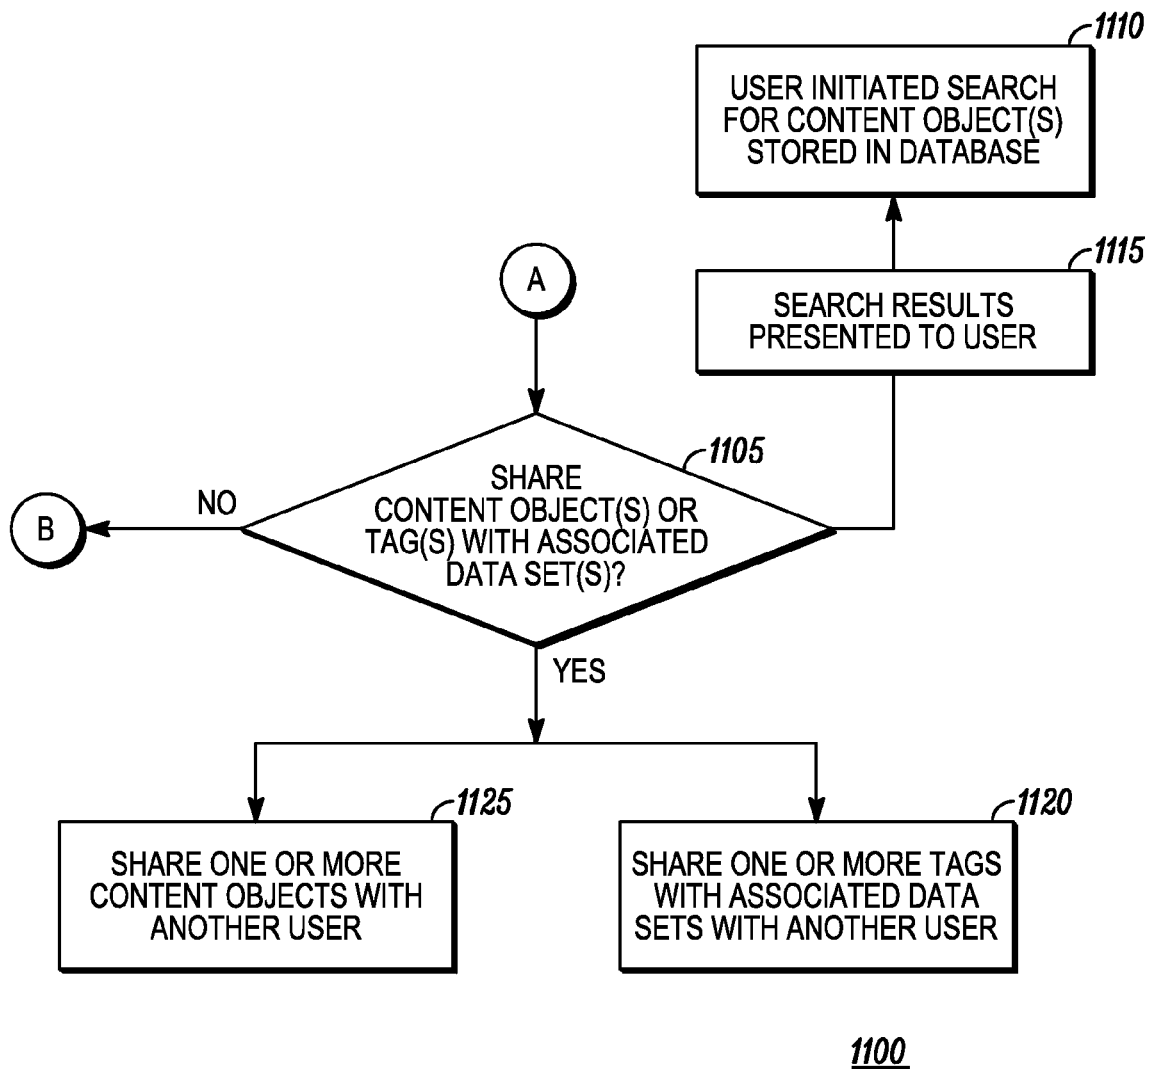 1110
USER INITIATED SEARCH
FOR CONTENT OBJECT(S)
STORED IN DATABASE
1115
SEARCH RESULTS
PRESENTED TO USER
A
1105
SHARE
CONTENT OBJECT(S) OR
TAG(S) WITH ASSOCIATED
DATA SET(S)?
NO
B
YES
1125
SHARE ONE OR MORE
CONTENT OBJECTS WITH
ANOTHER USER
1120
SHARE ONE OR MORE TAGS
WITH ASSOCIATED DATA
SETS WITH ANOTHER USER
1100